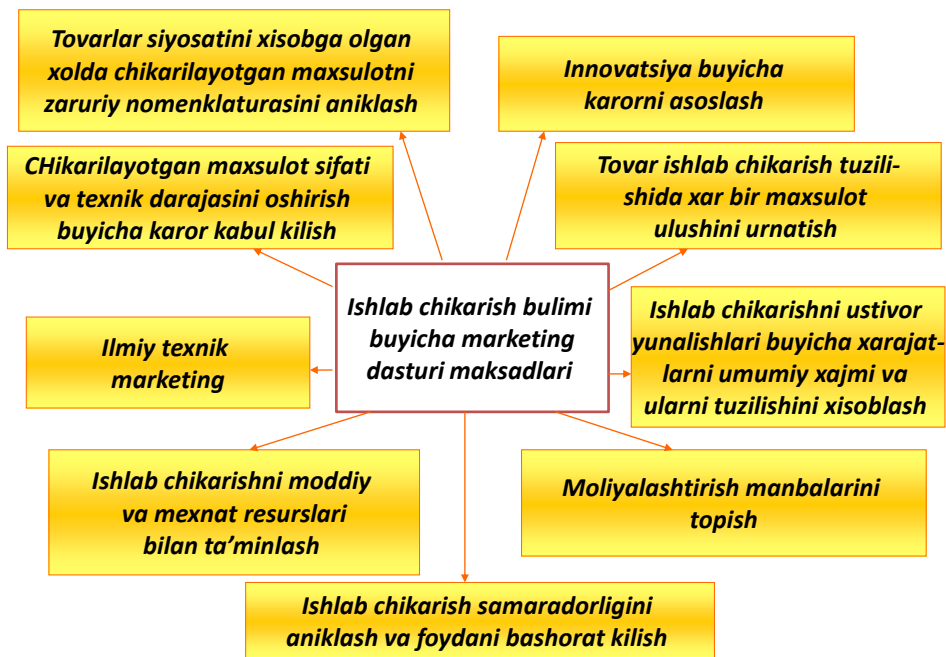 Tovarlar siyosatini xisobga olgan
xolda chikarilayotgan maxsulotni
zaruriy nomenklaturasini aniklash
Innovatsiya buyicha
karorni asoslash
CHikarilayotgan maxsulot sifati
va texnik darajasini oshirish
buyicha karor kabul kilish
Tovar ishlab chikarish tuzili-
shida xar bir maxsulot
ulushini urnatish
Ishlab chikarish bulimi
buyicha marketing
dasturi maksadlari
Ilmiy texnik
marketing
Ishlab chikarishni ustivor
yunalishlari buyicha xarajat-
larni umumiy xajmi va
ularni tuzilishini xisoblash
Ishlab chikarishni moddiy
va mexnat resurslari
bilan ta’minlash
Moliyalashtirish manbalarini
topish
Ishlab chikarish samaradorligini
aniklash va foydani bashorat kilish